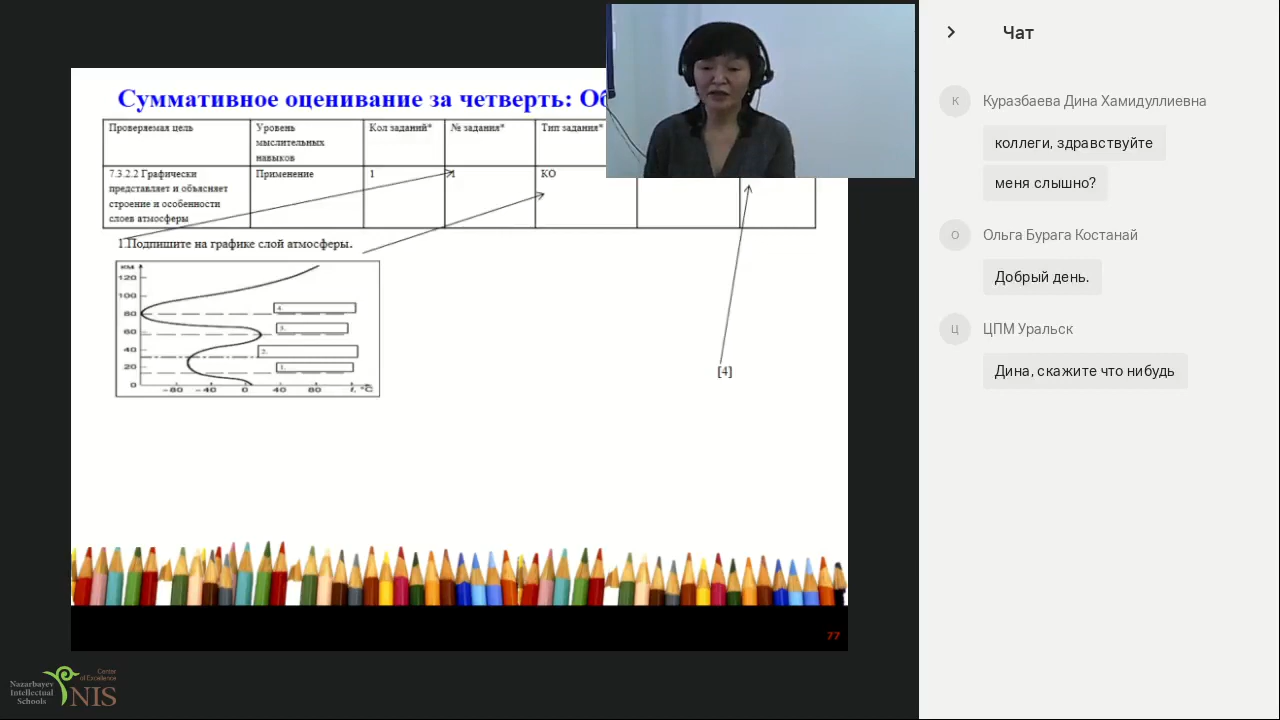 Суммативное оценивание за четверть: Об
Проверяемая цель
Уровень
мыслительных
навыков
Кол заданий*
№ задания*
Тип задания*
7.3.2.2 Графически
представляет и объясняет
строение и особенности
слоев атмосферы
Применение
1
1
КО
1.Подпишите на графике слой атмосферы.
км
120
100
80
60
40
20
0
4.
3.
2.
1.
-80 -40 0 40 80 t, °C
[4]
77
Nazarbayev
Intellectual
Schools
Center
of Excellence
NIS
Чат
К
Куразбаева Дина Хамидуллиевна
коллеги, здравствуйте
меня слышно?
О
Ольга Бурага Костанай
Добрый день.
Ц
ЦПМ Уральск
Дина, скажите что нибудь